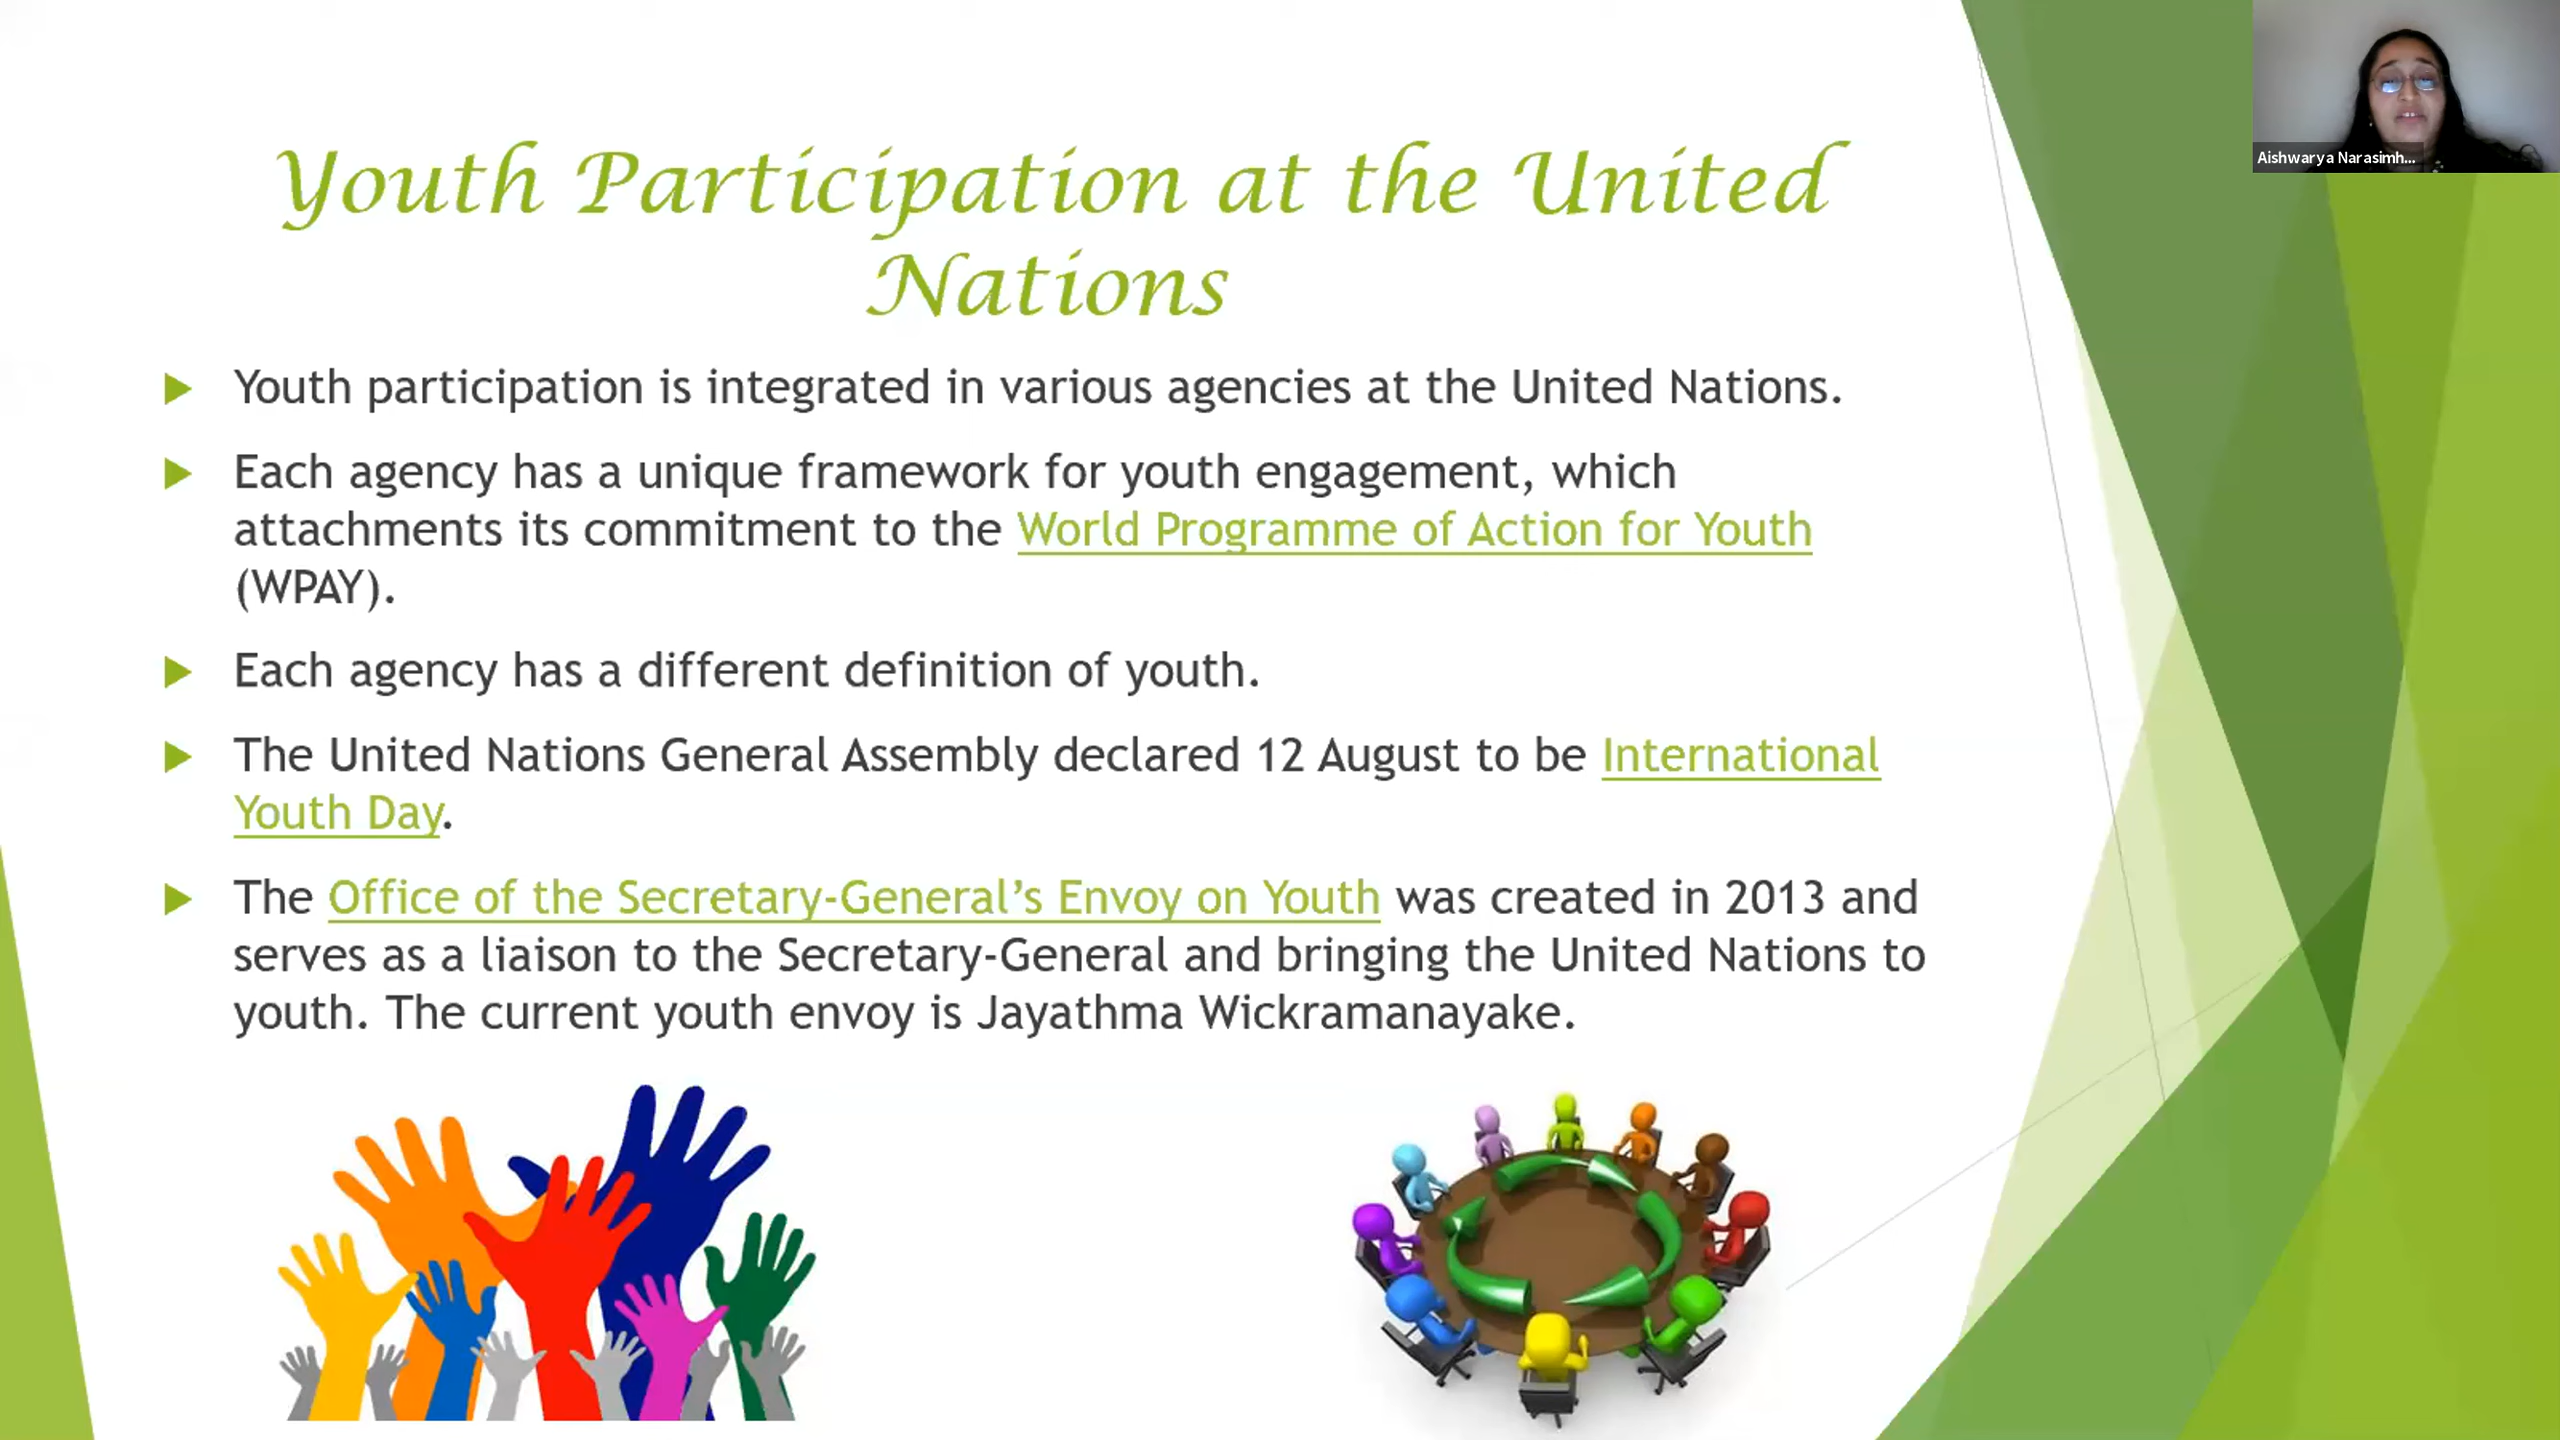 Youth Participation at the United
Nations
Youth participation is integrated in various agencies at the United Nations.
Each agency has a unique framework for youth engagement, which
attachments its commitment to the World Programme of Action for Youth
(WPAY).
Each agency has a different definition of youth.
The United Nations General Assembly declared 12 August to be International
Youth Day.
The Office of the Secretary-General’s Envoy on Youth was created in 2013 and
serves as a liaison to the Secretary-General and bringing the United Nations to
youth. The current youth envoy is Jayathma Wickramanayake.
Aishwarya Narasimh...